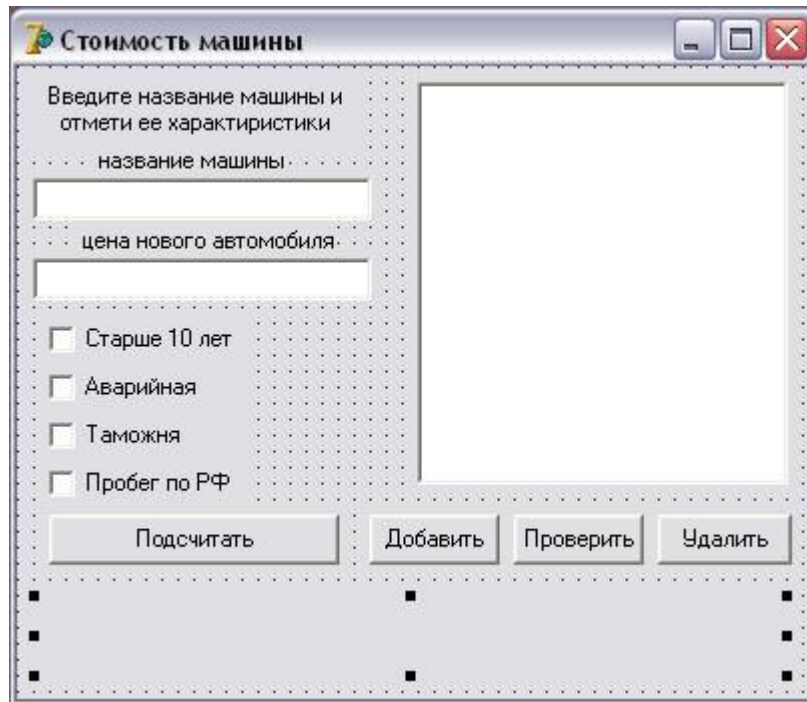 Стоимость машины
Введите название машины и
отмети ее характиристики
название машины
цена нового автомобиля
Старше 10 лет
Аварийная
Таможня
Пробег по РФ
Подсчитать
Добавить
Проверить
Удалить